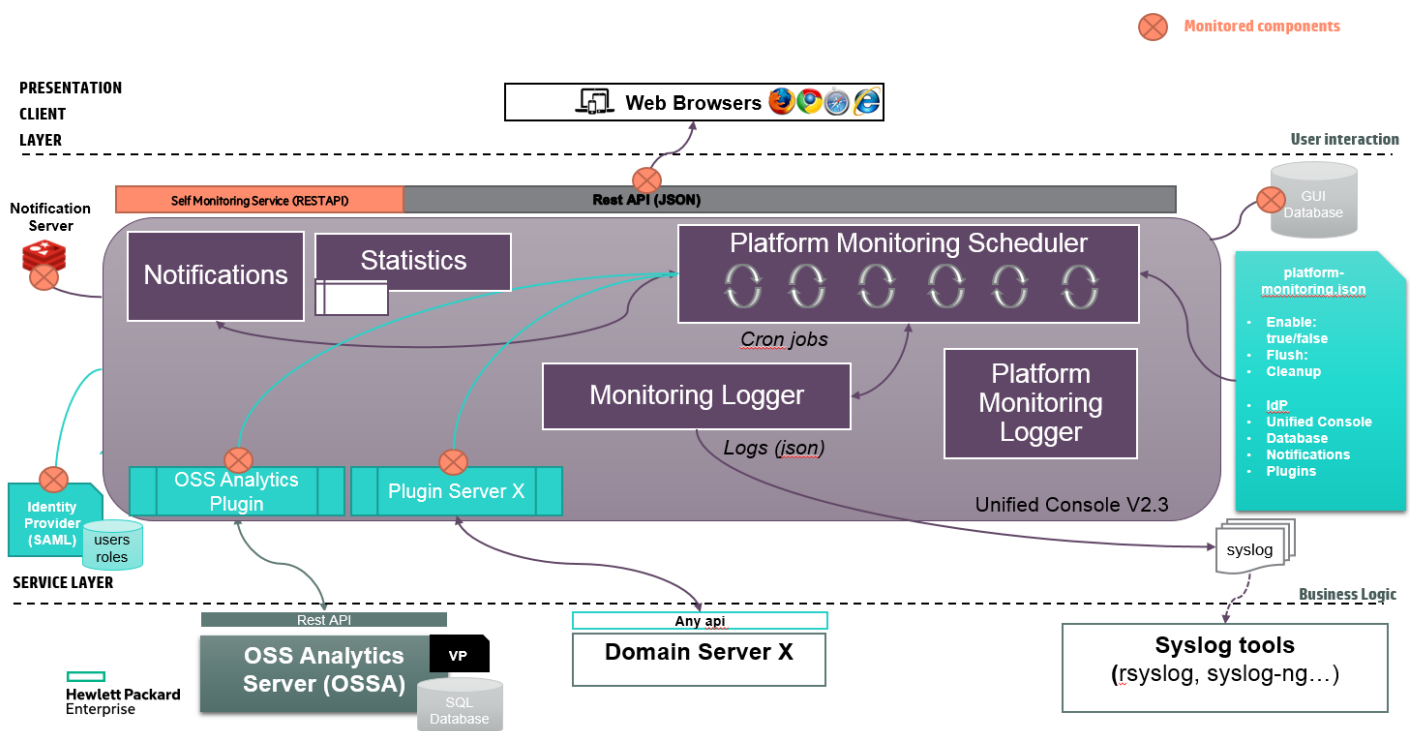 Monitored components
PRESENTATION
CLIENT
LAYER
Web Browsers
User interaction
Self Monitoring Service (RESTAPI)
Rest API (JSON)
Notification
Server
GUI
Database
Notifications
Statistics
Platform Monitoring Scheduler
Cron jobs
platform-
monitoring.json
• Enable:
true/false
• Flush:
• Cleanup
• IdP
• Unified Console
• Database
• Notifications
• Plugins
Monitoring Logger
Logs (json)
Platform
Monitoring
Logger
OSS Analytics
Plugin
Plugin Server X
Unified Console V2.3
Identity
Provider
(SAML)
users
roles
syslog
SERVICE LAYER
Business Logic
Rest API
OSS Analytics
Server (OSSA)
VP
SQL
Database
Any api
Domain Server X
Syslog tools
(rsyslog, syslog-ng…)
Hewlett Packard
Enterprise